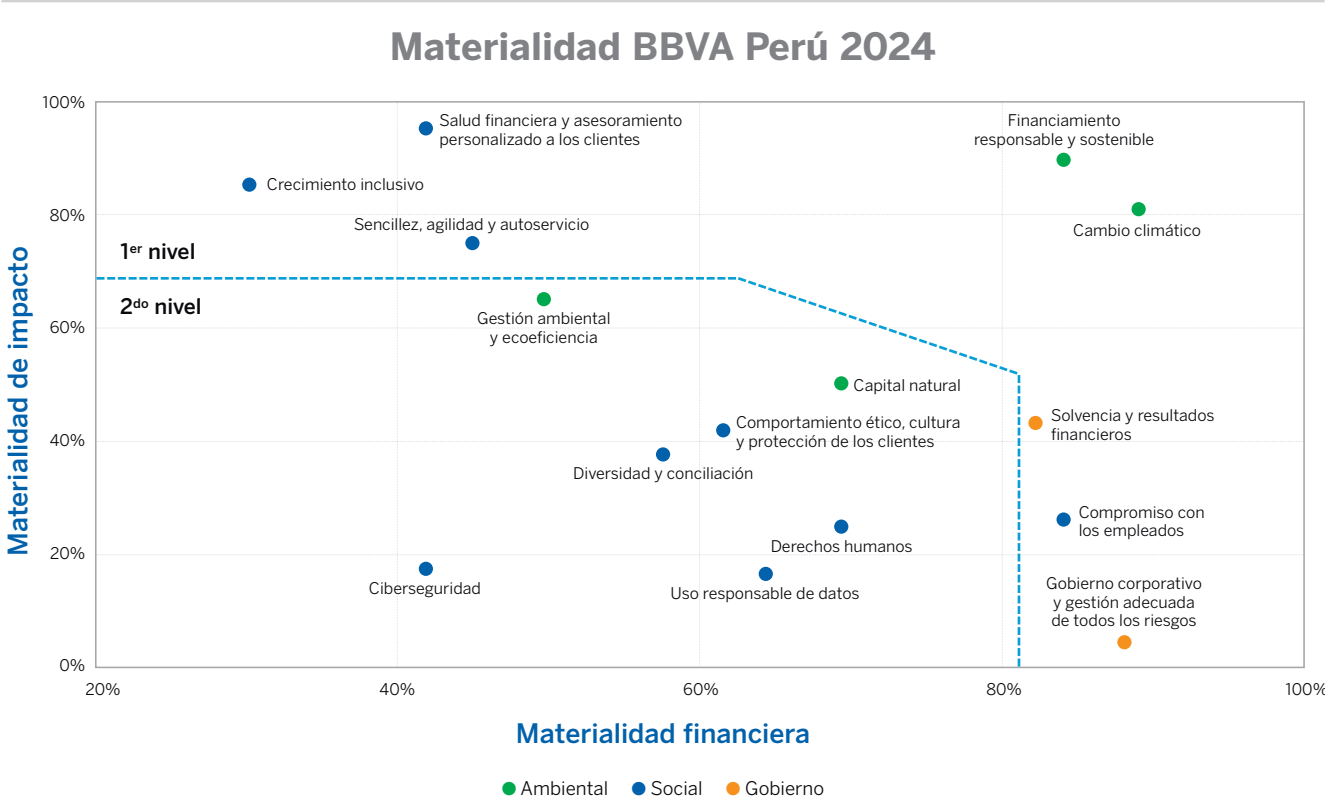 Materialidad BBVA Perú 2024
Materialidad de impacto
100%
80%
60%
40%
20%
0%
Salud financiera y asesoramiento
personalizado a los clientes
Financiamiento
responsable y sostenible
Crecimiento inclusivo
Sencillez, agilidad y autoservicio
Cambio climático
1er nivel
2do nivel
Gestión ambiental
y ecoeficiencia
Capital natural
Comportamiento ético, cultura
y protección de los clientes
Solvencia y resultados
financieros
Diversidad y conciliación
Compromiso con
los empleados
Derechos humanos
Ciberseguridad
Uso responsable de datos
Gobierno corporativo
y gestión adecuada
de todos los riesgos
20%
40%
60%
80%
100%
Materialidad financiera
Ambiental
Social
Gobierno